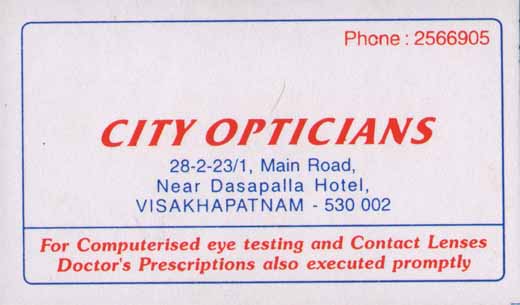 Phone : 2566905
CITY OPTICIANS
28-2-23/1, Main Road,
Near Dasapalla Hotel,
VISAKHAPATNAM - 530 002
For Computerised eye testing and Contact Lenses
Doctor's Prescriptions also executed promptly